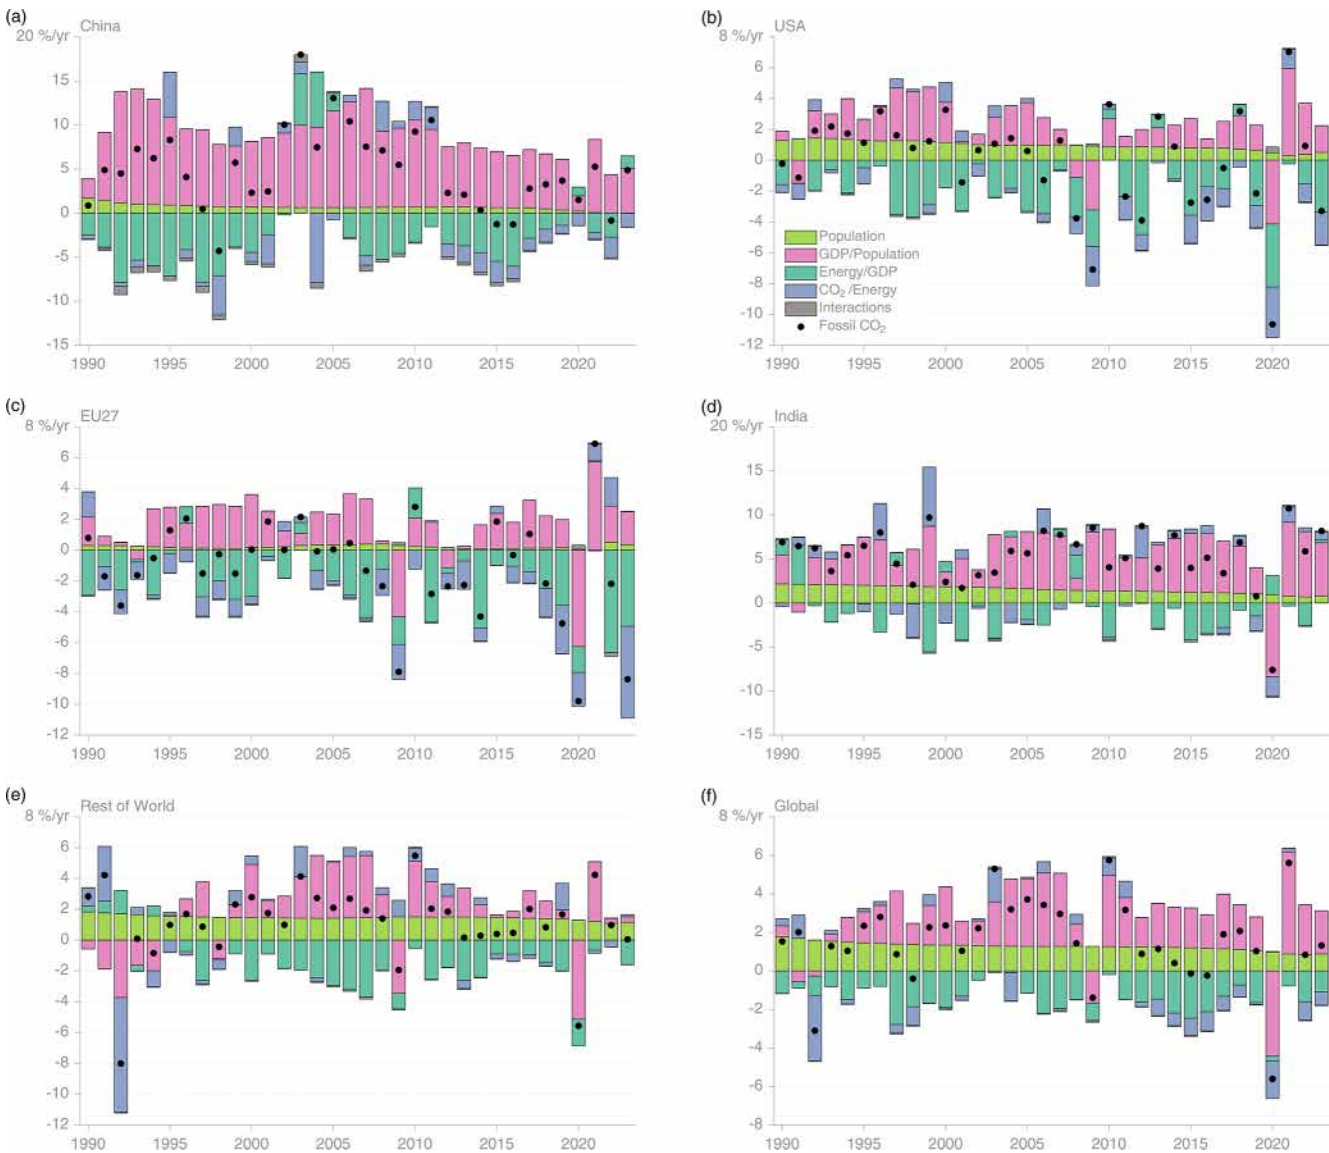 (a)
China
20 %/yr
15
10
5
0
-5
-10
-15
1990 1995 2000 2005 2010 2015 2020
(b)
USA
8 %/yr
6
4
2
0
-2
-4
-6
-8
-10
-12
Population
GDP/Population
Energy/GDP
CO₂/Energy
Interactions
Fossil CO₂
1990 1995 2000 2005 2010 2015 2020
(c)
EU27
8 %/yr
6
4
2
0
-2
-4
-6
-8
-10
-12
1990 1995 2000 2005 2010 2015 2020
(d)
India
20 %/yr
15
10
5
0
-5
-10
-15
1990 1995 2000 2005 2010 2015 2020
(e)
Rest of World
8 %/yr
6
4
2
0
-2
-4
-6
-8
-10
-12
1990 1995 2000 2005 2010 2015 2020
(f)
Global
8 %/yr
6
4
2
0
-2
-4
-6
-8
1990 1995 2000 2005 2010 2015 2020